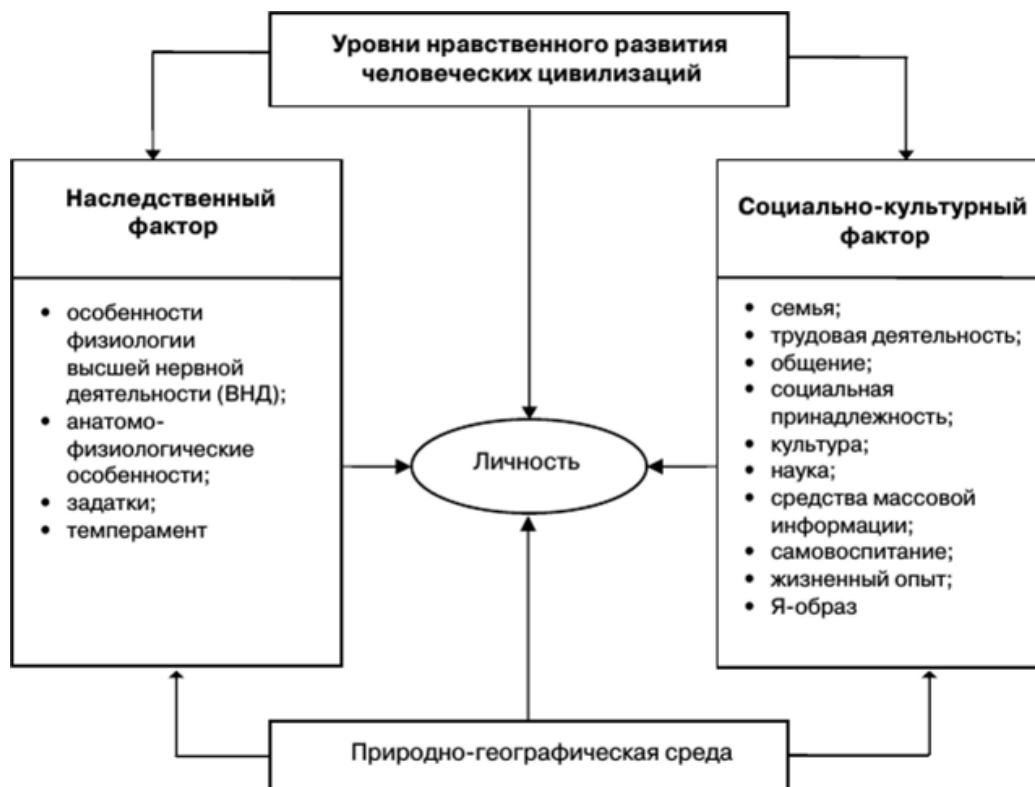 Уровни нравственного развития
человеческих цивилизаций
Наследственный
фактор
• особенности
физиологии
высшей нервной
деятельности (ВНД);
• анатомо-
физиологические
особенности;
• задатки;
• темперамент
Личность
Социально-культурный
фактор
• семья;
• трудовая деятельность;
• общение;
• социальная
принадлежность;
• культура;
• наука;
• средства массовой
информации;
• самовоспитание;
• жизненный опыт;
• Я-образ
Природно-географическая среда